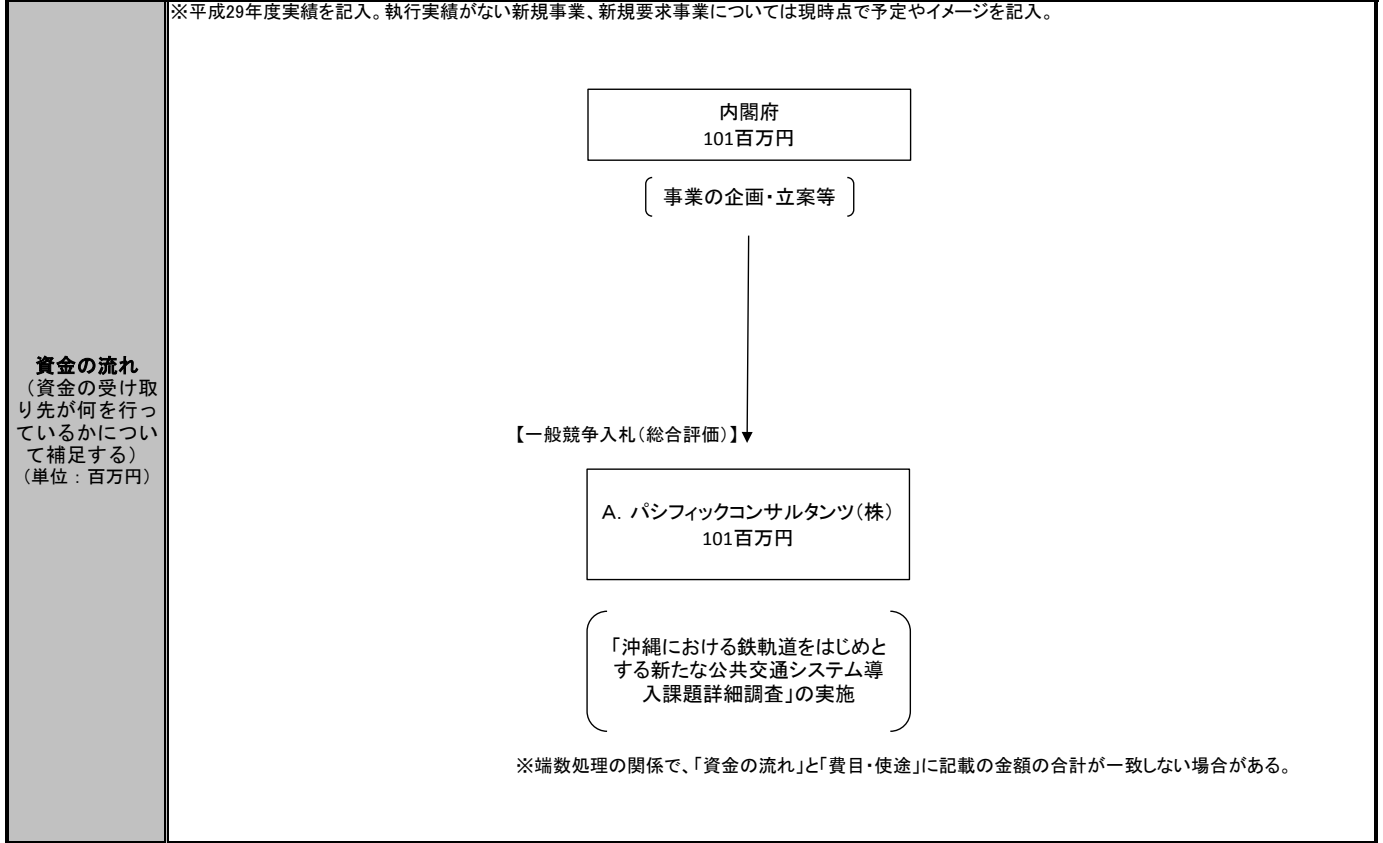 ※平成29年度実績を記入。執行実績がない新規事業、新規要求事業については現時点で予定やイメージを記入。
内閣府
101百万円
事業の企画・立案等
資金の流れ
（資金の受け取
り先が何を行っ
ているかについ
て補足する）
（単位：百万円）
【一般競争入札（総合評価）】
A．パシフィックコンサルタンツ（株）
101百万円
「沖縄における鉄軌道をはじめと
する新たな公共交通システム導
入課題詳細調査」の実施
※端数処理の関係で、「資金の流れ」と「費目・使途」に記載の金額の合計が一致しない場合がある。